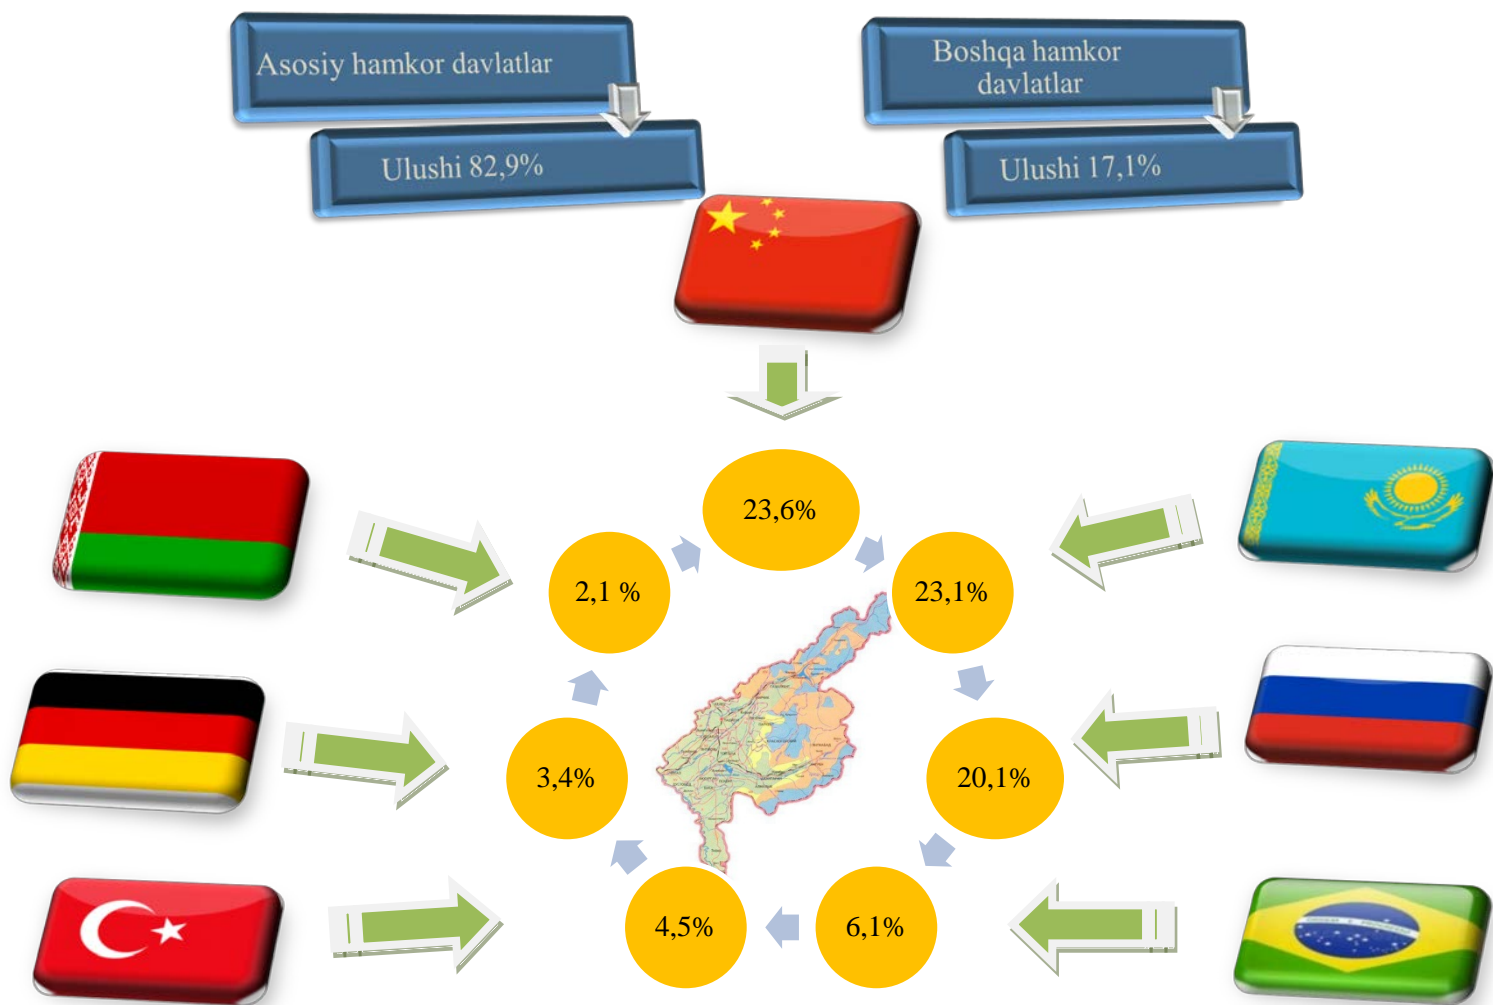 Asosiy hamkor davlatlar
Ulushi 82,9%
Boshqa hamkor
davlatlar
Ulushi 17,1%
23,6%
23,1%
20,1%
6,1%
4,5%
3,4%
2,1 %